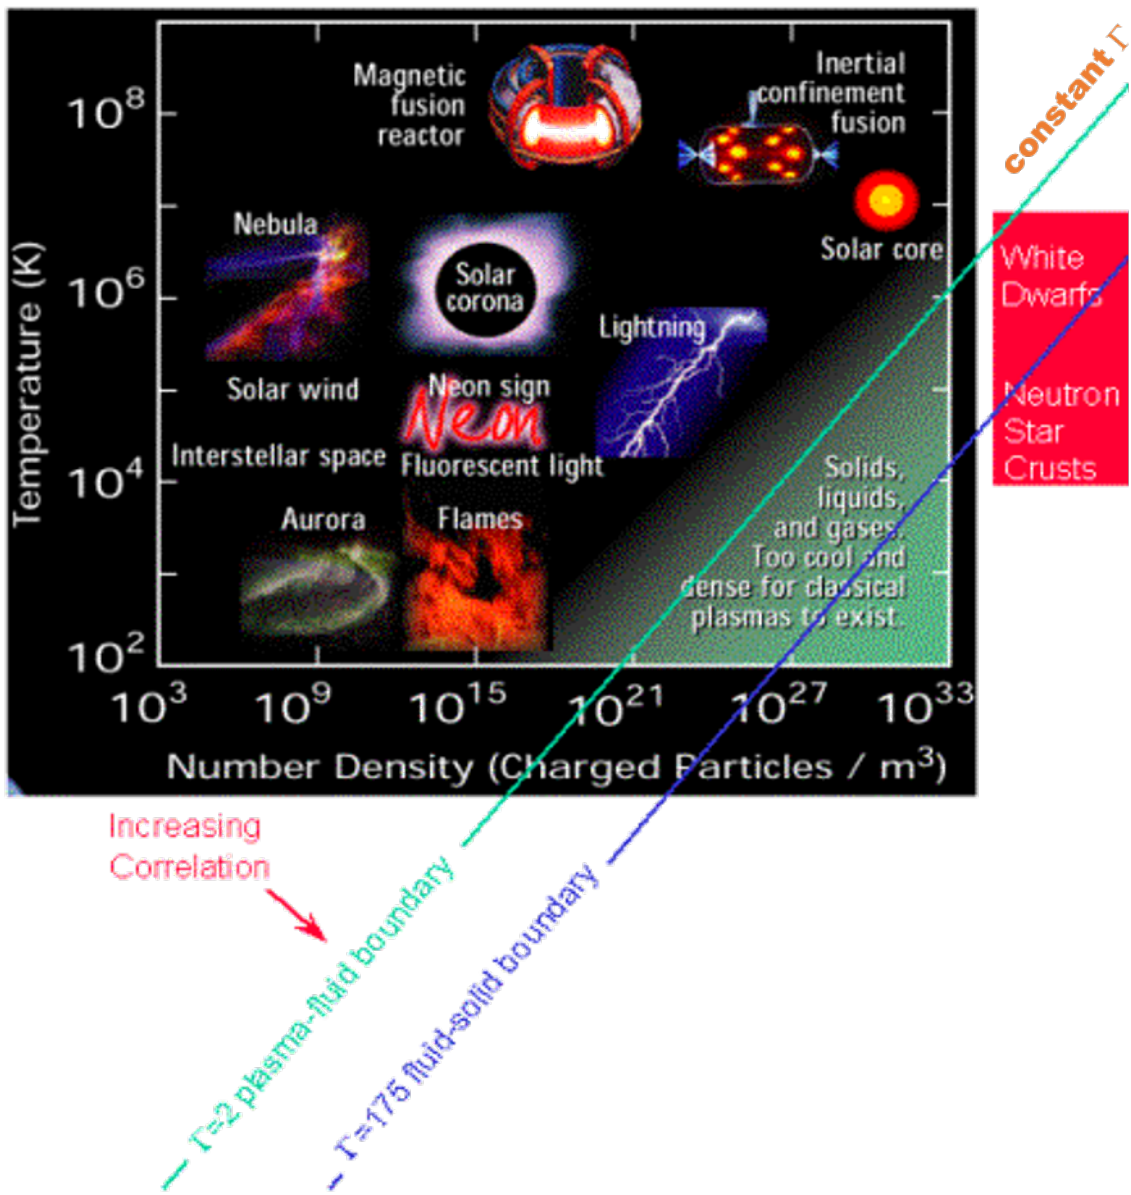 constant Γ
Magnetic
fusion
reactor
Inertial
confinement
fusion
10⁸
Solar core
Nebula
Solar
corona
White
Dwarfs
10⁶
Lightning
Temperature (K)
Solar wind
Neon sign
Neon
Neutron
Star
Crusts
Interstellar space
Fluorescent light
10⁴
Solids,
liquids,
and gases.
Too cool and
dense for classical
plasmas to exist.
Aurora
Flames
10²
10³ 10⁹ 10¹⁵ 10²¹ 10²⁷ 10³³
Number Density (Charged Particles / m³)
Increasing
Correlation
Γ=2 plasma-fluid boundary
Γ=175 fluid-solid boundary